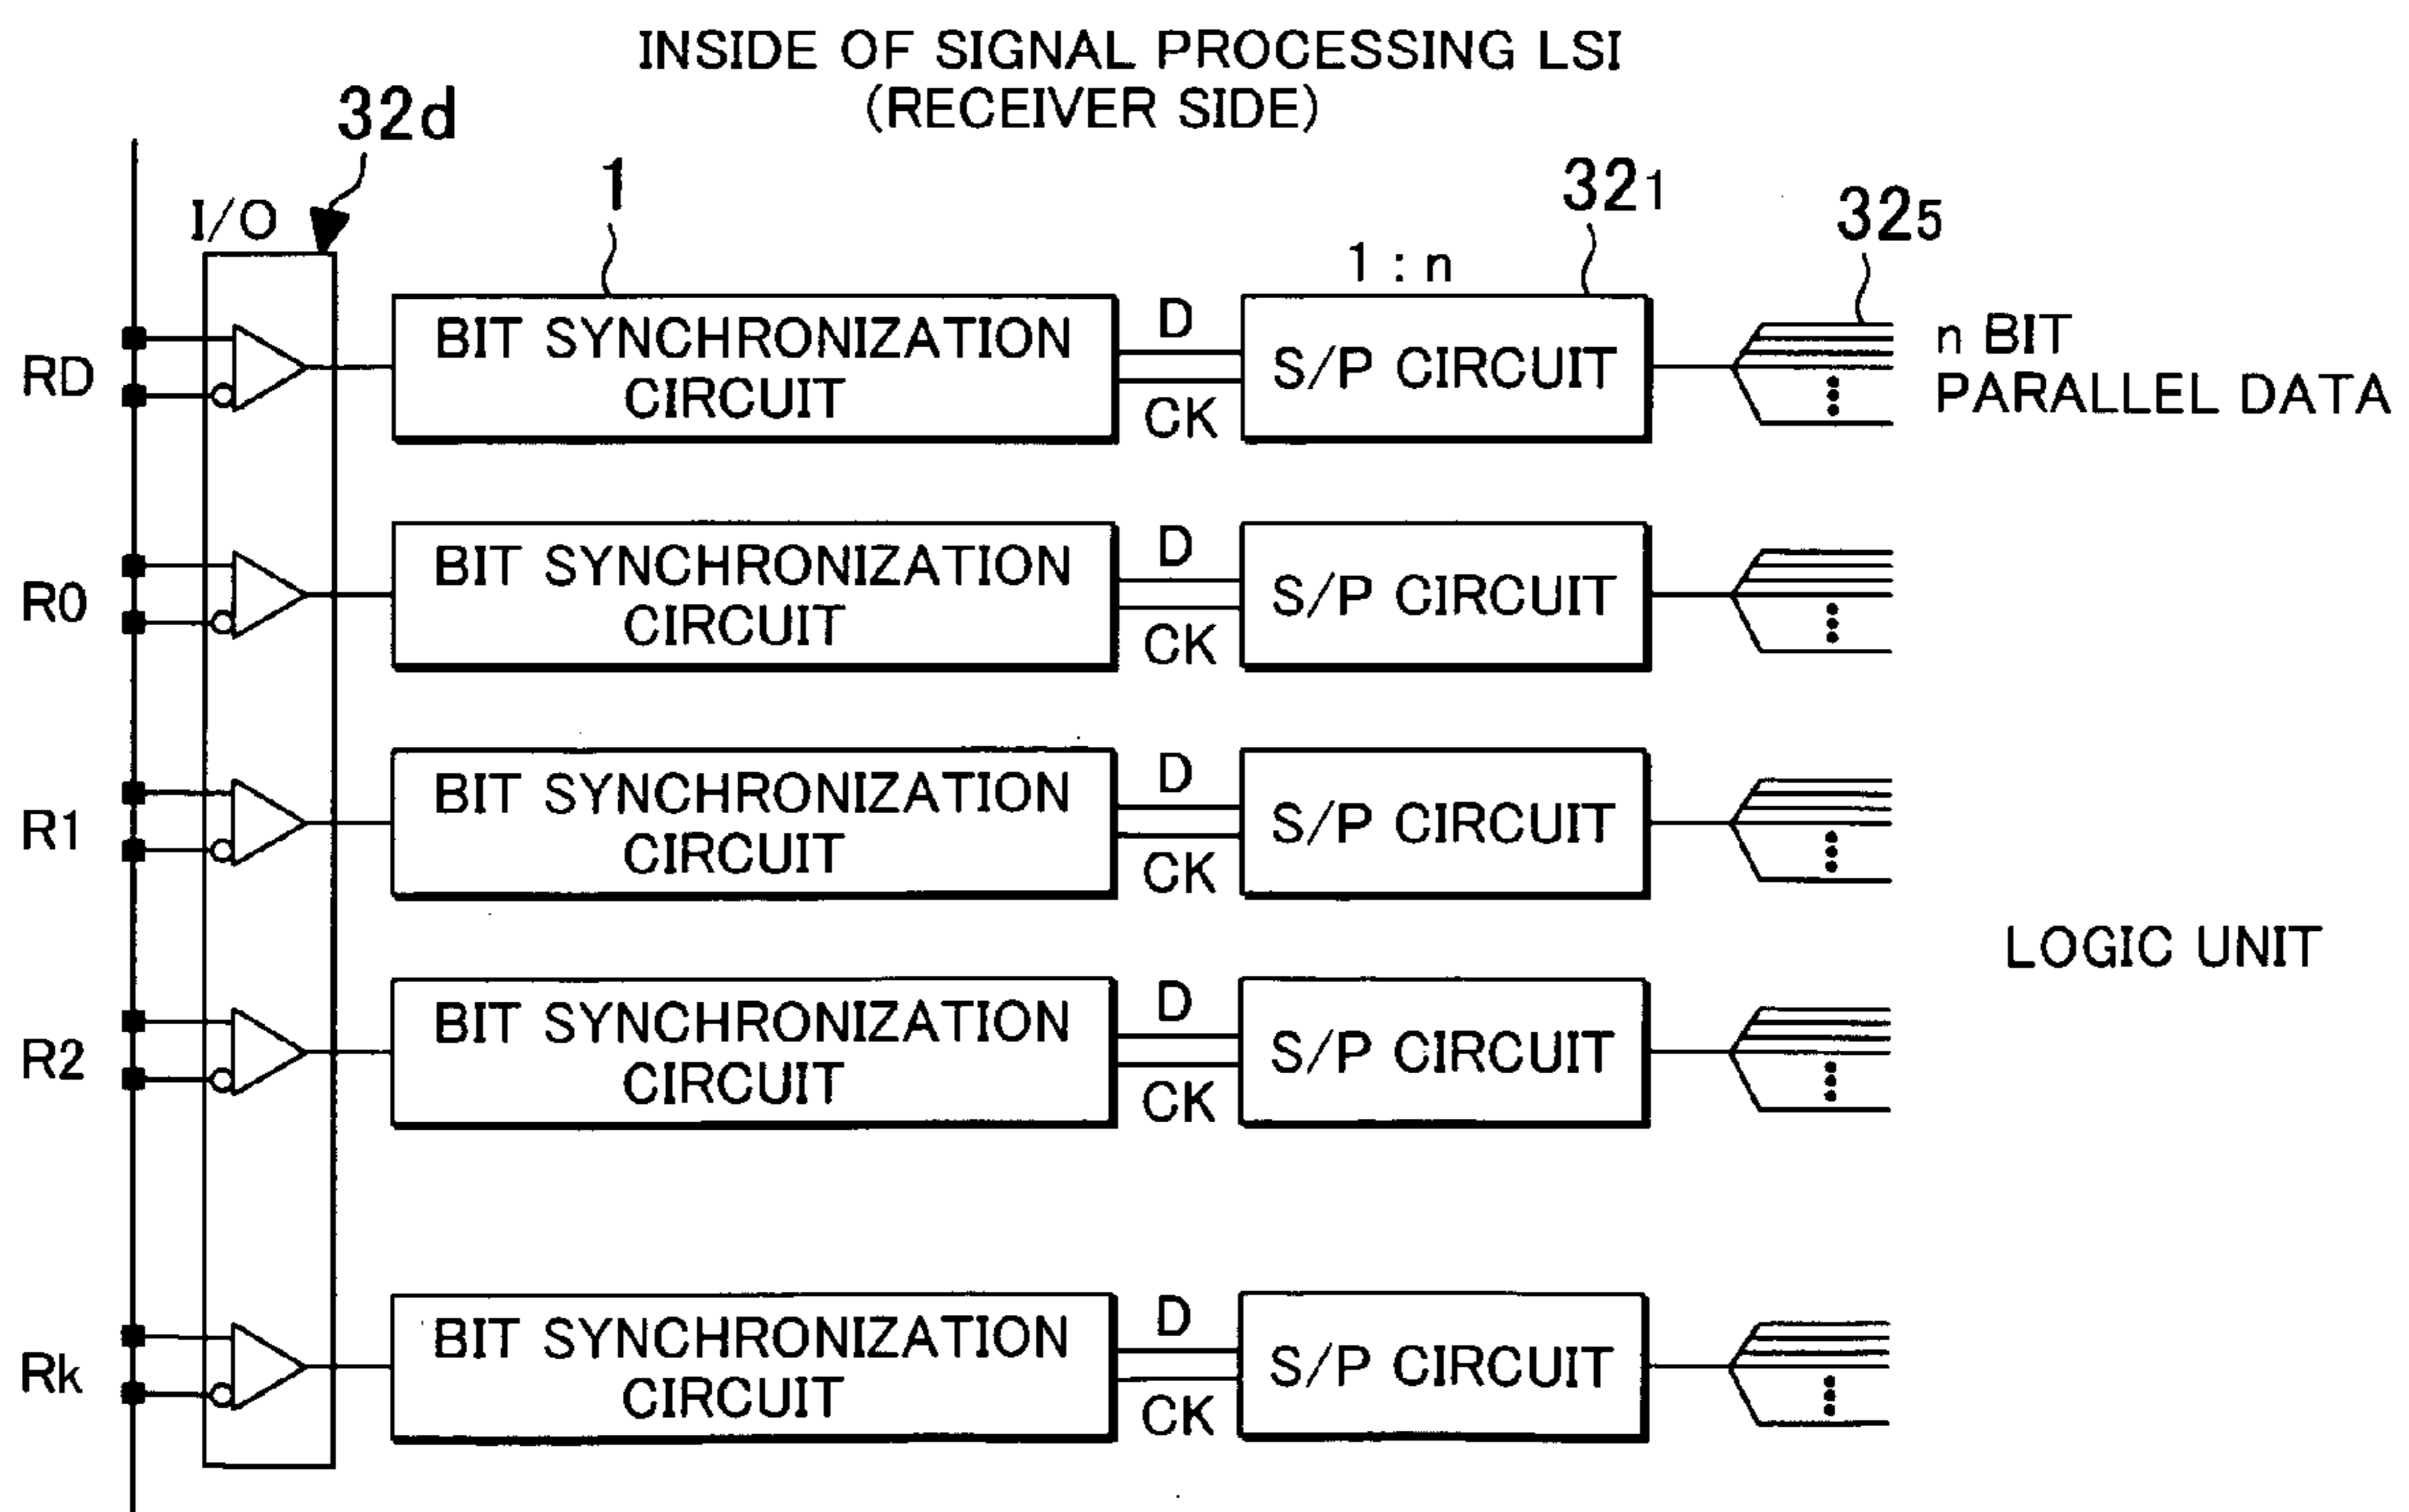 INSIDE OF SIGNAL PROCESSING LSI
(RECEIVER SIDE)
32d
1
321
325
I/O
1 : n
RD
BIT SYNCHRONIZATION
CIRCUIT
D
CK
S/P CIRCUIT
n BIT
PARALLEL DATA
R0
BIT SYNCHRONIZATION
CIRCUIT
D
CK
S/P CIRCUIT
R1
BIT SYNCHRONIZATION
CIRCUIT
D
CK
S/P CIRCUIT
LOGIC UNIT
R2
BIT SYNCHRONIZATION
CIRCUIT
D
CK
S/P CIRCUIT
Rk
BIT SYNCHRONIZATION
CIRCUIT
D
CK
S/P CIRCUIT